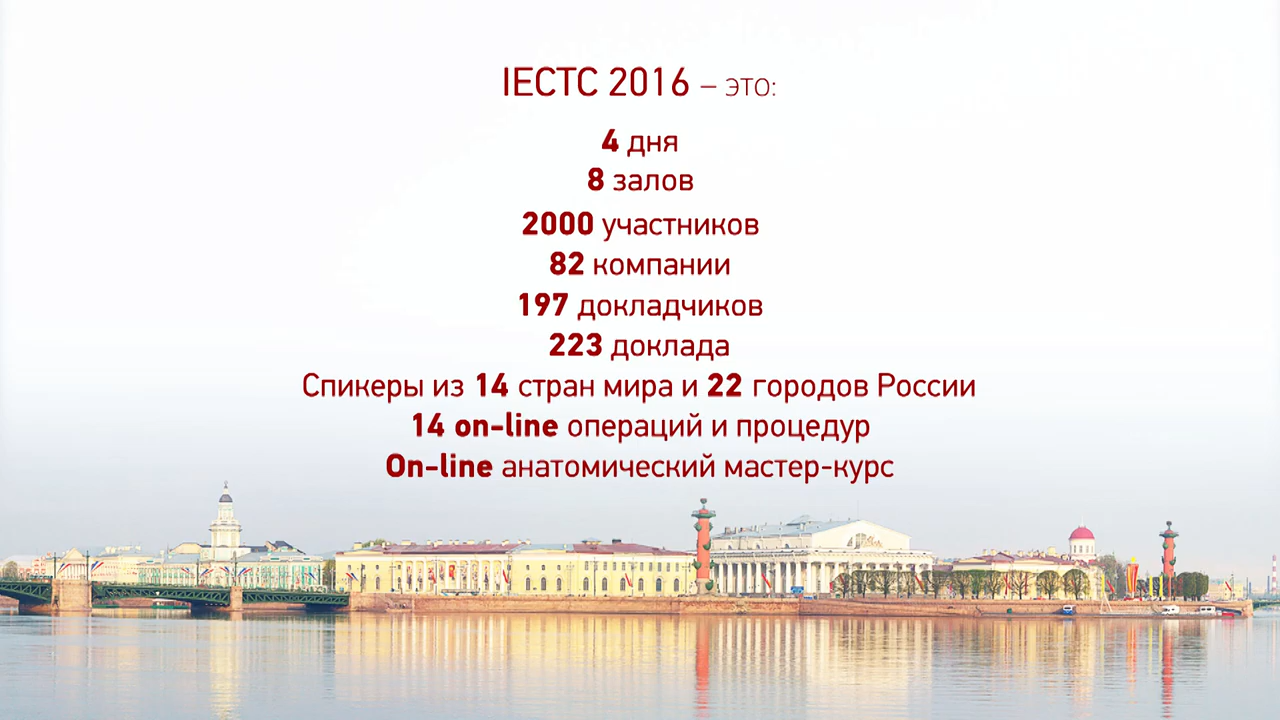 IECTC 2016 – ЭТО:
4 дня
8 залов
2000 участников
82 компании
197 докладчиков
223 доклада
Спикеры из 14 стран мира и 22 городов России
14 on-line операций и процедур
On-line анатомический мастер-курс